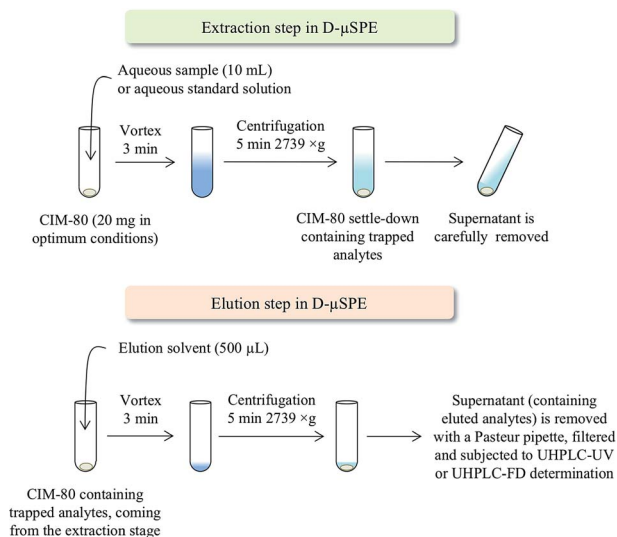 Extraction step in D-µSPE
Aqueous sample (10 mL)
or aqueous standard solution
Vortex
3 min
Centrifugation
5 min 2739 ×g
CIM-80 (20 mg in
optimum conditions)
CIM-80 settle-down
containing trapped
analytes
Supernatant is
carefully removed
Elution step in D-µSPE
Elution solvent (500 µL)
Vortex
3 min
Centrifugation
5 min 2739 ×g
Supernatant (containing
eluted analytes) is removed
with a Pasteur pipette, filtered
and subjected to UHPLC-UV
or UHPLC-FD determination
CIM-80 containing
trapped analytes, coming
from the extraction stage